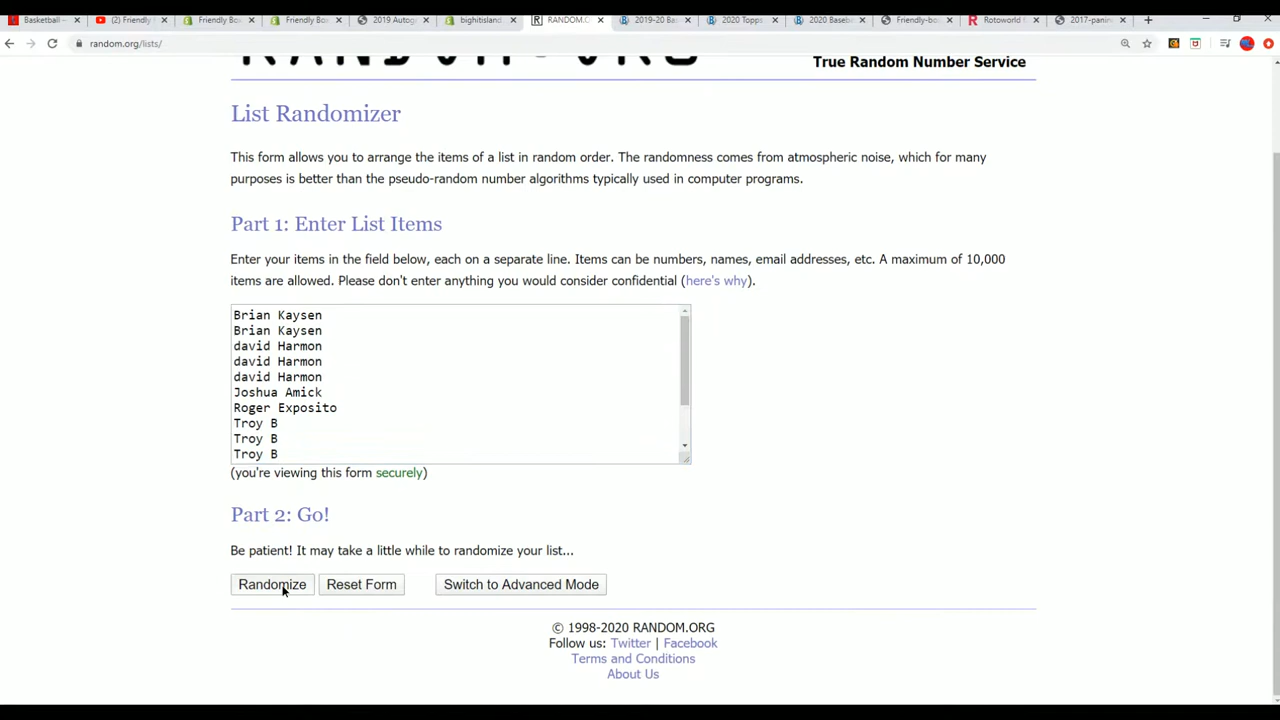 Basketball –
(2) Friendly
Friendly Bo
Friendly Bo
2019 Autog
bighitisland
RANDOM.O
2019-20 Ba
2020 Topps
2020 Baseb
Friendly-bo
Rotoworld
2017-panin
random.org/lists/
RANDOM.ORG
True Random Number Service
List Randomizer
This form allows you to arrange the items of a list in random order. The randomness comes from atmospheric noise, which for many
purposes is better than the pseudo-random number algorithms typically used in computer programs.
Part 1: Enter List Items
Enter your items in the field below, each on a separate line. Items can be numbers, names, email addresses, etc. A maximum of 10,000
items are allowed. Please don't enter anything you would consider confidential (here's why).
Brian Kaysen
Brian Kaysen
david Harmon
david Harmon
david Harmon
Joshua Amick
Roger Exposito
Troy B
Troy B
Troy B
(you're viewing this form securely)
Part 2: Go!
Be patient! It may take a little while to randomize your list...
Randomize
Reset Form
Switch to Advanced Mode
© 1998-2020 RANDOM.ORG
Follow us: Twitter | Facebook
Terms and Conditions
About Us